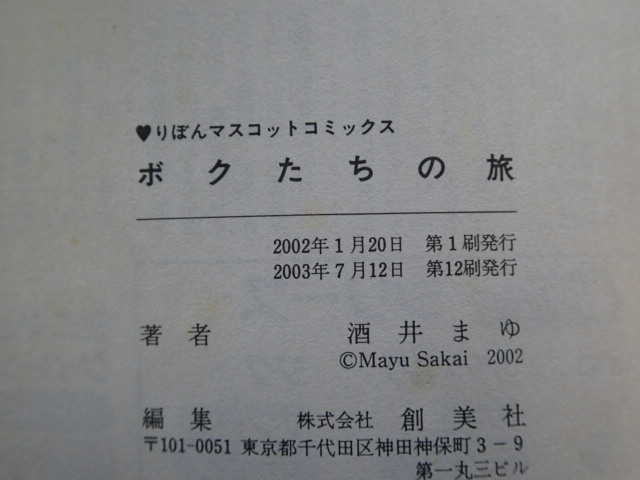 ♥りぼんマスコットコミックス
ボクたちの旅
2002年1月20日 第1刷発行
2003年7月12日 第12刷発行
著者 酒井まゆ
©Mayu Sakai 2002
編集 株式会社 創美社
〒101-0051 東京都千代田区神田神保町3-9
第一丸三ビル